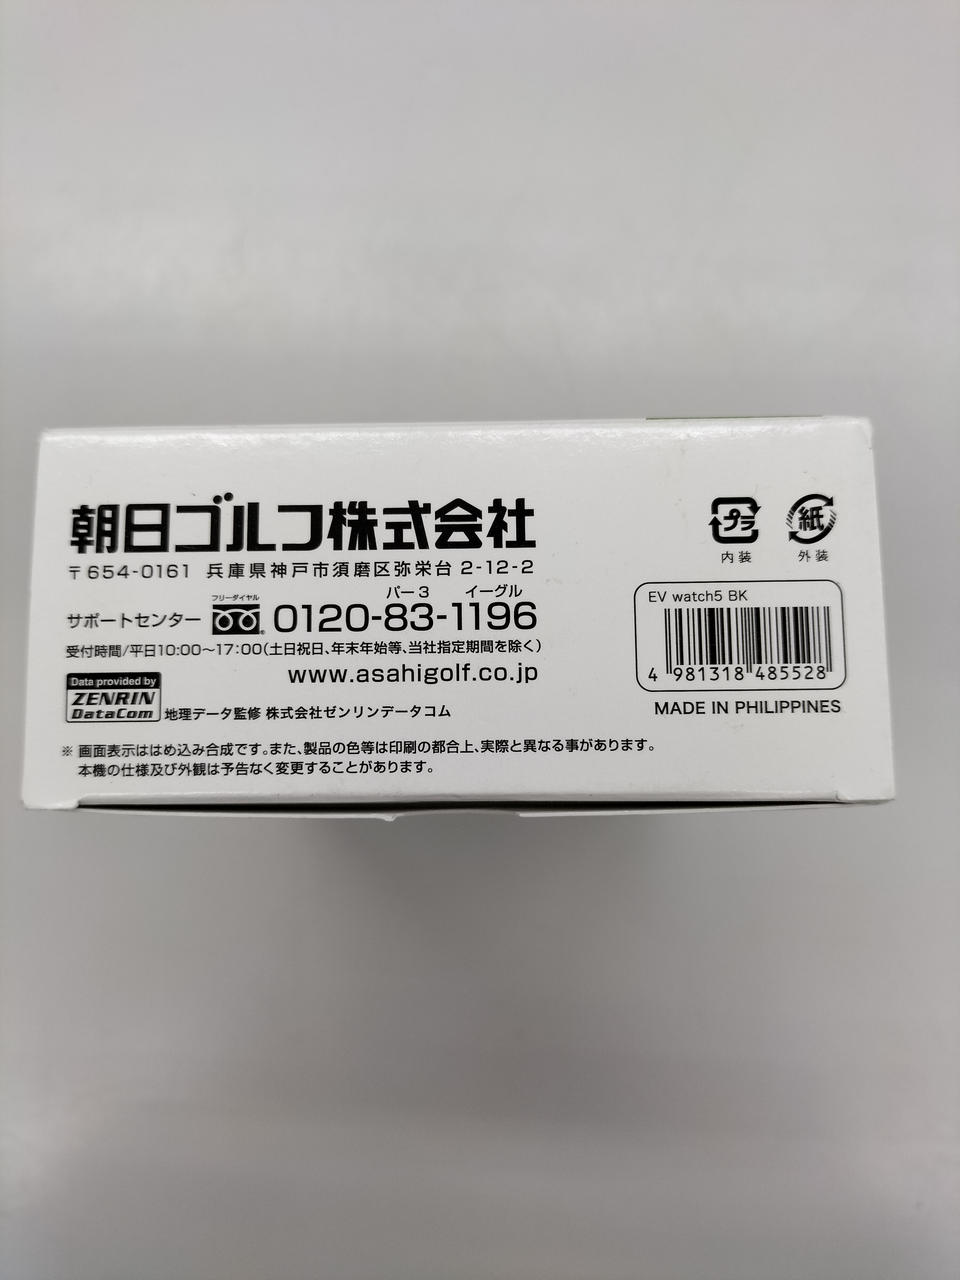 朝日ゴルフ株式会社
〒654-0161 兵庫県神戸市須磨区弥栄台 2-12-2
パー3 イーグル
サポートセンター フリーダイヤル 0120-83-1196
受付時間/平日10:00〜17:00(土日祝日、年末年始等、当社指定期間を除く)
www.asahigolf.co.jp
Data provided by
ZENRIN
DataCom
地理データ監修 株式会社ゼンリンデータコム
※ 画面表示ははめ込み合成です。また、製品の色等は印刷の都合上、実際と異なる事があります。
本機の仕様及び外観は予告なく変更することがあります。
プラ 紙
内装 外装
EV watch5 BK
4 981318 485528
MADE IN PHILIPPINES